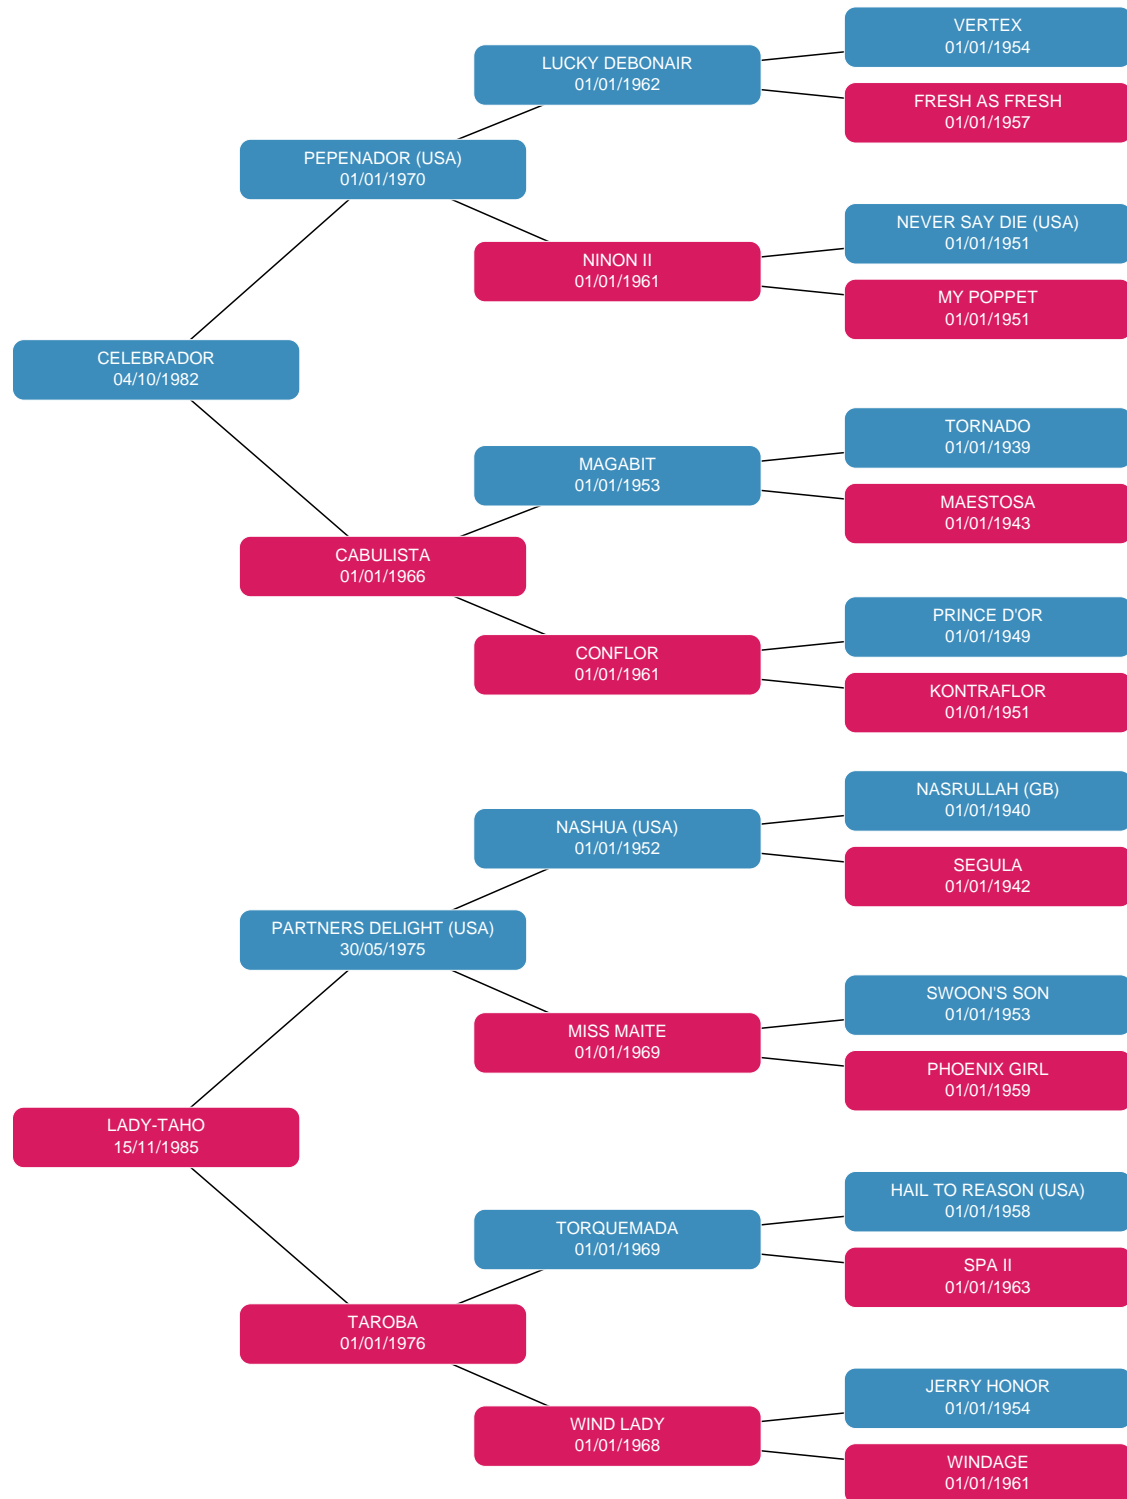 VERTEX
01/01/1954
LUCKY DEBONAIR
01/01/1962
FRESH AS FRESH
01/01/1957
PEPENADOR (USA)
01/01/1970
NEVER SAY DIE (USA)
01/01/1951
NINON II
01/01/1961
MY POPPET
01/01/1951
CELEBRADOR
04/10/1982
TORNADO
01/01/1939
MAGABIT
01/01/1953
MAESTOSA
01/01/1943
CABULISTA
01/01/1966
PRINCE D'OR
01/01/1949
CONFLOR
01/01/1961
KONTRAFLOR
01/01/1951
NASRULLAH (GB)
01/01/1940
NASHUA (USA)
01/01/1952
SEGULA
01/01/1942
PARTNERS DELIGHT (USA)
30/05/1975
SWOON'S SON
01/01/1953
MISS MAITE
01/01/1969
PHOENIX GIRL
01/01/1959
LADY-TAHO
15/11/1985
HAIL TO REASON (USA)
01/01/1958
TORQUEMADA
01/01/1969
SPA II
01/01/1963
TAROBA
01/01/1976
JERRY HONOR
01/01/1954
WIND LADY
01/01/1968
WINDAGE
01/01/1961